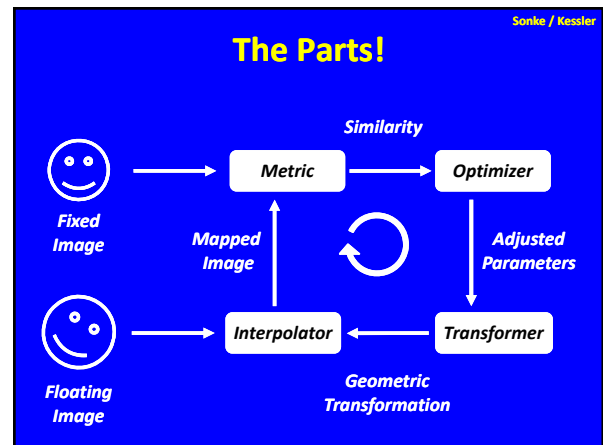 Sonke / Kessler
The Parts!
Similarity
Metric
Optimizer
Fixed
Image
Mapped
Image
Adjusted
Parameters
Interpolator
Transformer
Floating
Image
Geometric
Transformation